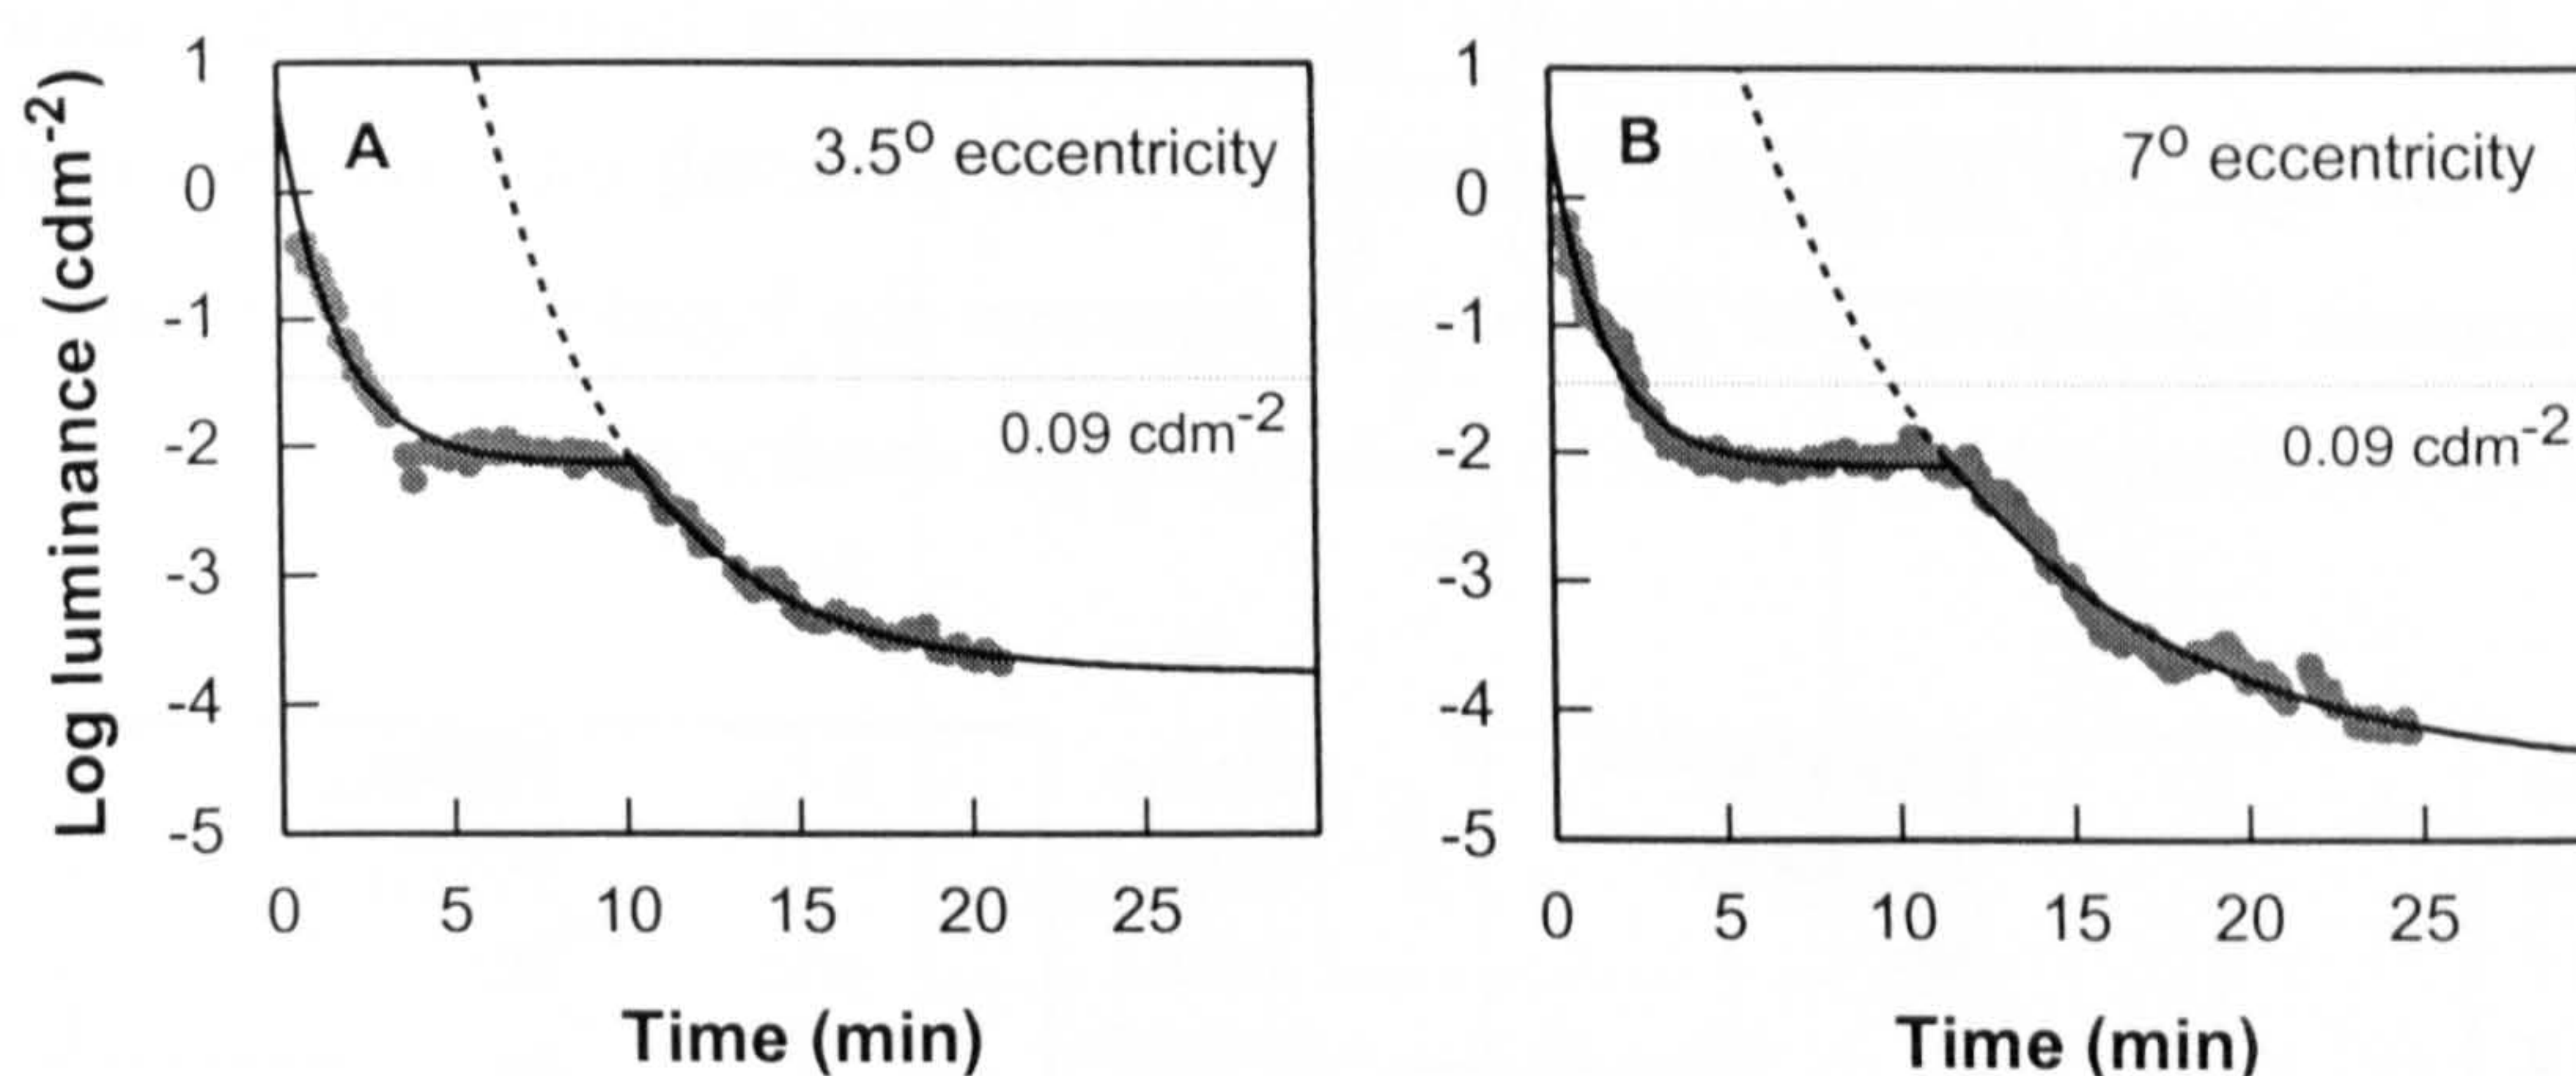 Log luminance (cdm-2)
1
0
-1
-2
-3
-4
-5
A
3.5o eccentricity
0.09 cdm-2
0 5 10 15 20 25
Time (min)
1
0
-1
-2
-3
-4
-5
B
7o eccentricity
0.09 cdm-2
0 5 10 15 20 25
Time (min)